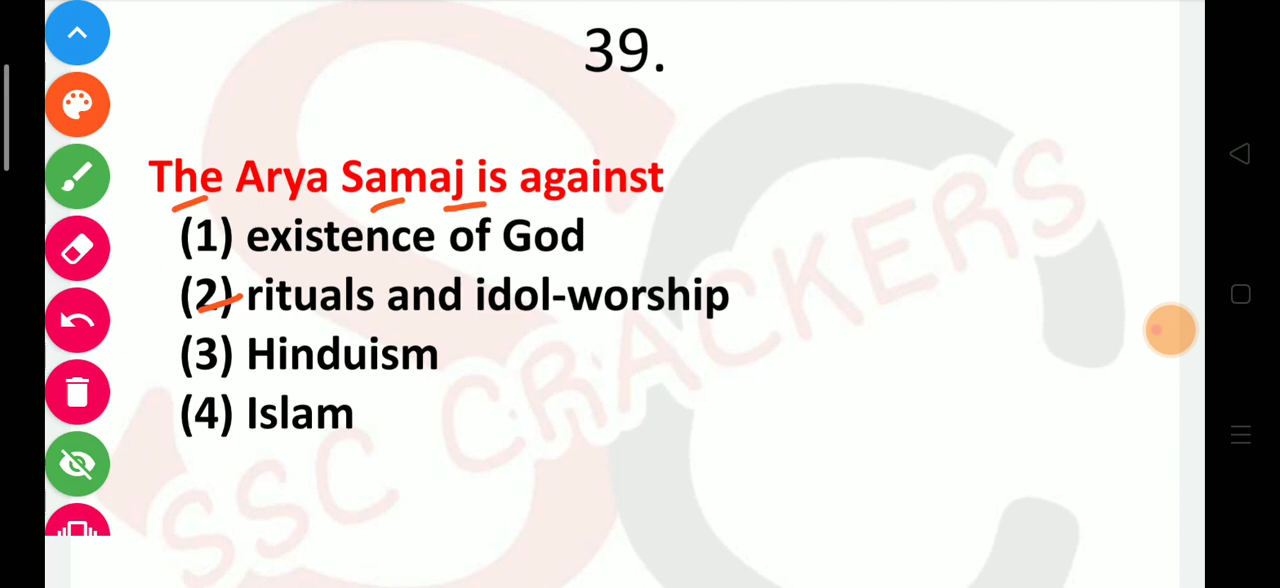 39.
The Arya Samaj is against
(1) existence of God
(2) rituals and idol-worship
(3) Hinduism
(4) Islam
SSC CRACKERS